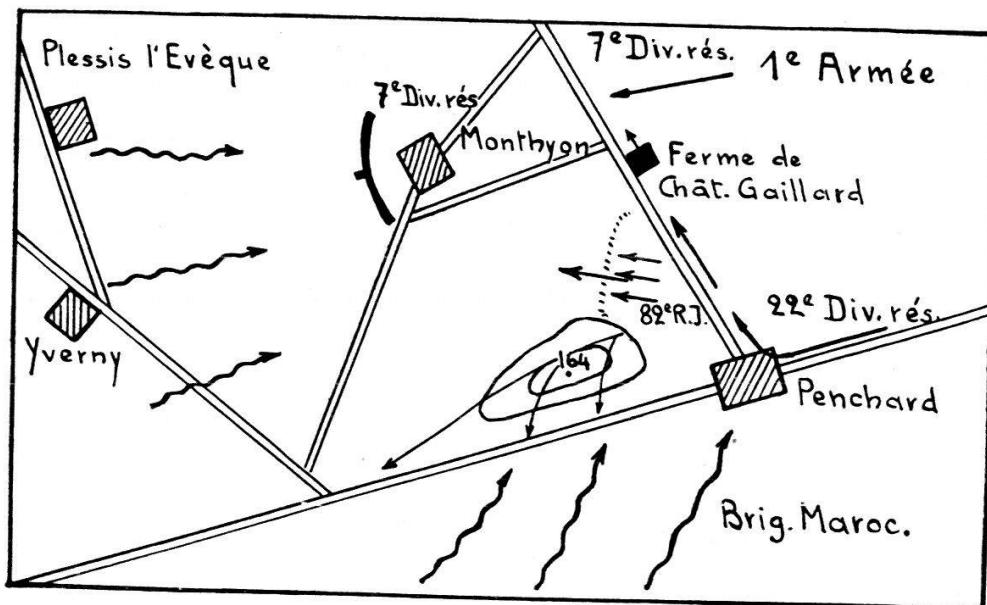 Plessis l'Evèque
7e Div. rés
Monthyon
7e Div. rés.
1e Armée
Ferme de
Chât. Gaillard
82e R.J.
22e Div. rés.
164
Yverny
Penchard
Brig. Maroc.